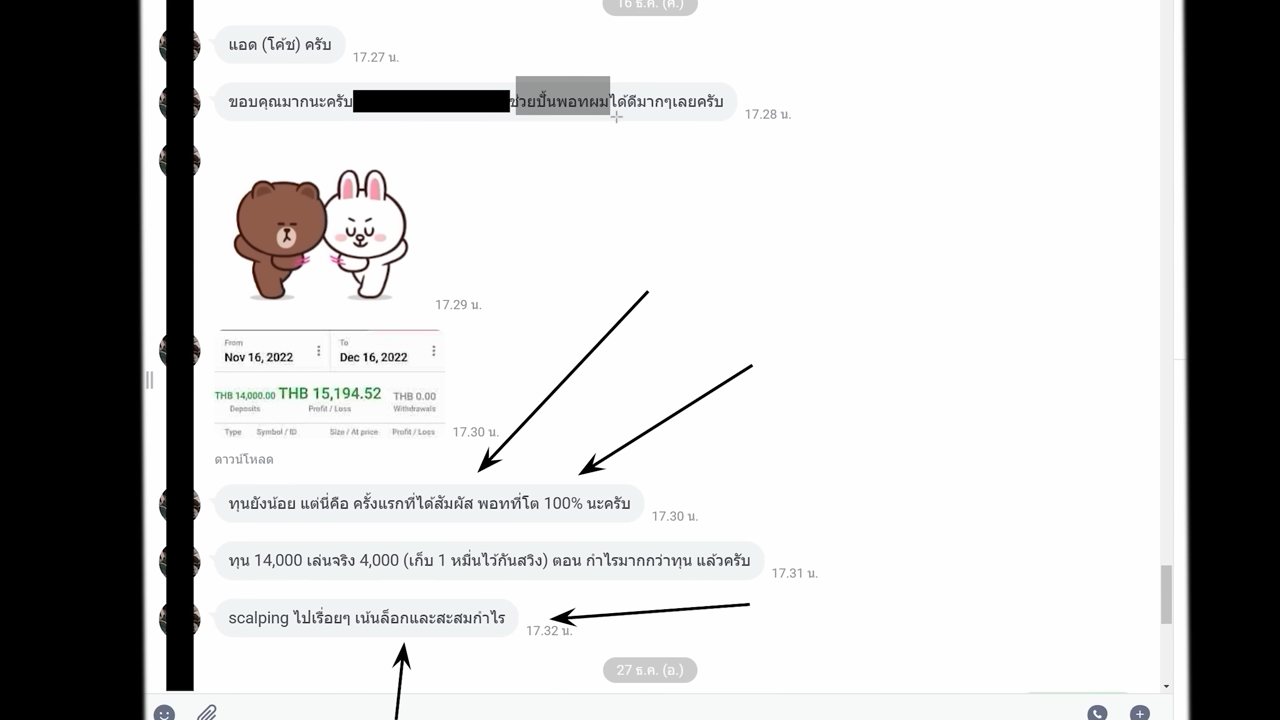 16 ธ.ค. (ศ.)
แอด (โค้ช) ครับ
17.27 น.
ขอบคุณมากนะครับ ช่วยปั้นพอทผมได้ดีมากๆเลยครับ
17.28 น.
17.29 น.
From
Nov 16, 2022
To
Dec 16, 2022
THB 14,000.00 THB 15,194.52 THB 0.00
Deposits Profit / Loss Withdrawals
Type Symbol / ID Size / At price Profit / Loss
17.30 น.
ดาวน์โหลด
ทุนยังน้อย แต่นี่คือ ครั้งแรกที่ได้สัมผัส พอทที่โต 100% นะครับ
17.30 น.
ทุน 14,000 เล่นจริง 4,000 (เก็บ 1 หมื่นไว้กันสวิง) ตอน กำไรมากกว่าทุน แล้วครับ
17.31 น.
scalping ไปเรื่อยๆ เน้นล็อกและสะสมกำไร
17.32 น.
27 ธ.ค. (อ.)